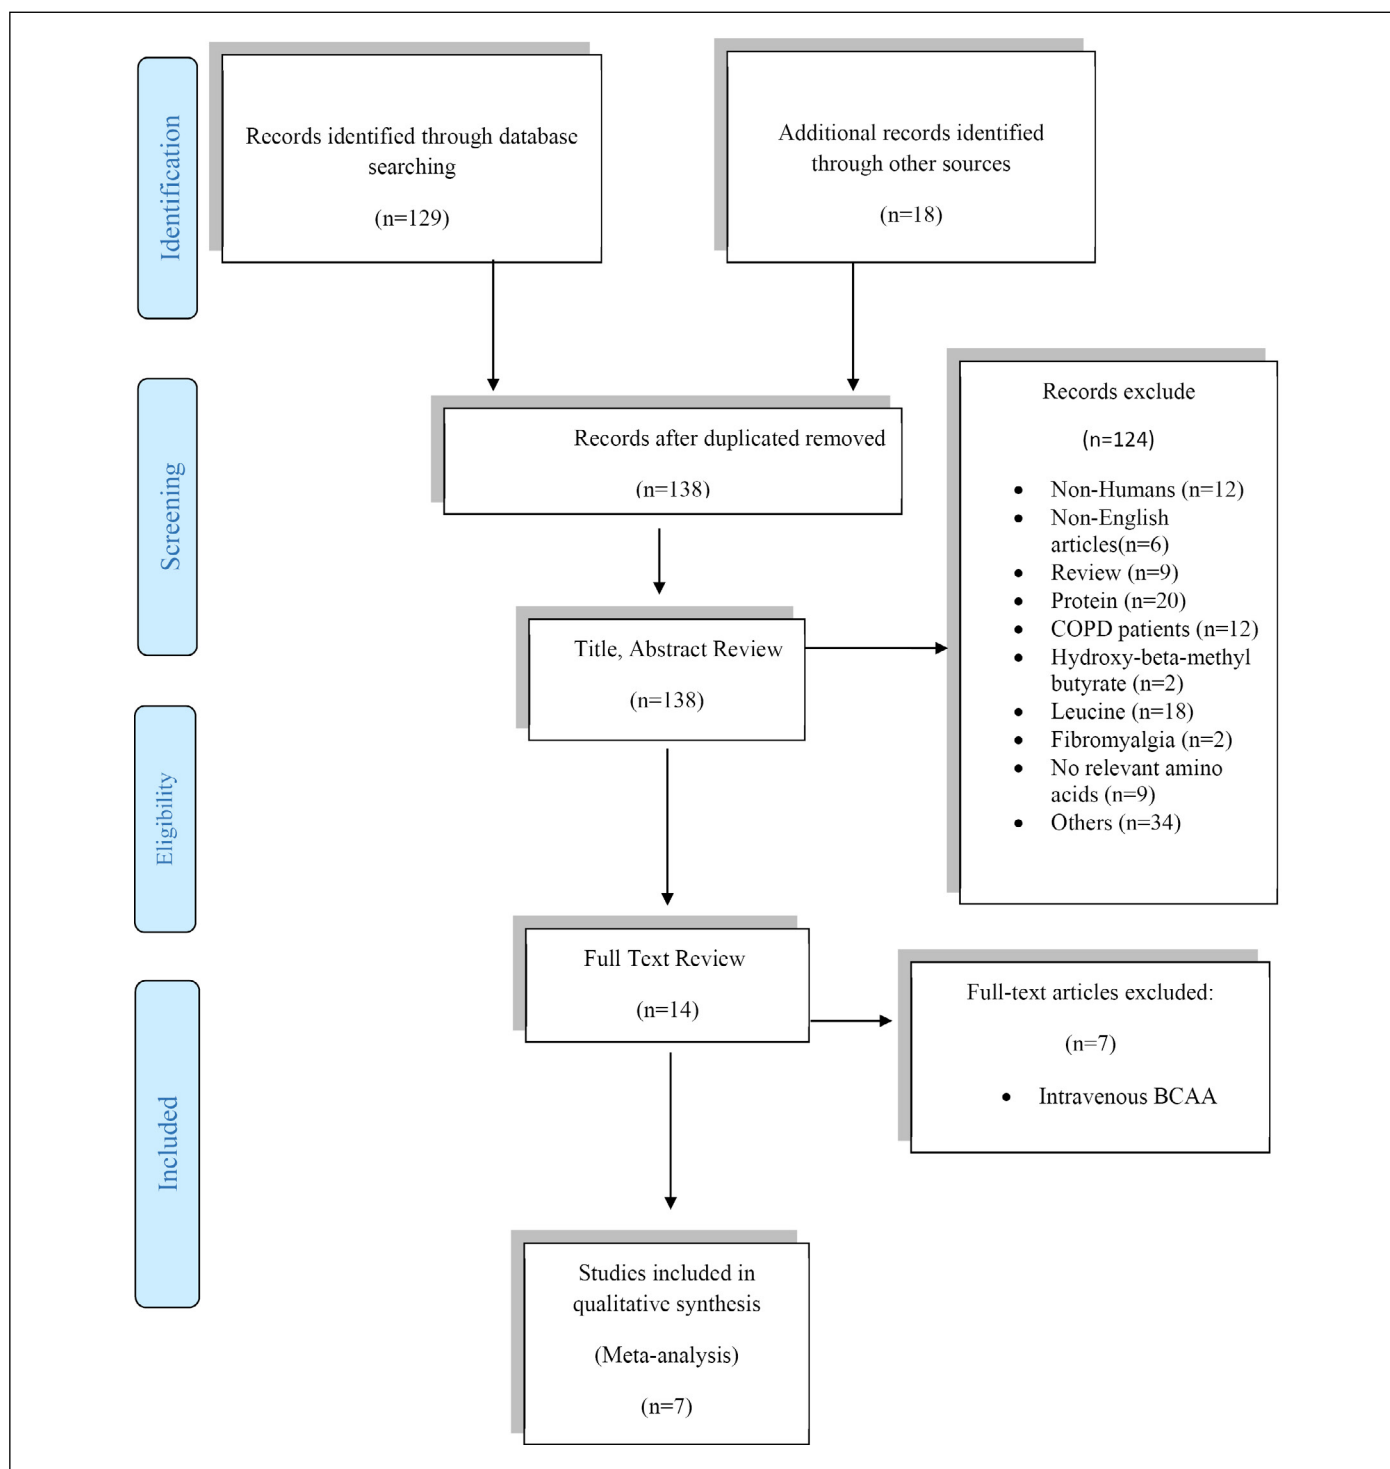 Identification
Records identified through database
searching
(n=129)
Additional records identified
through other sources
(n=18)
Screening
Records after duplicated removed
(n=138)
Title, Abstract Review
(n=138)
Records exclude
(n=124)
• Non-Humans (n=12)
• Non-English
articles(n=6)
• Review (n=9)
• Protein (n=20)
• COPD patients (n=12)
• Hydroxy-beta-methyl
butyrate (n=2)
• Leucine (n=18)
• Fibromyalgia (n=2)
• No relevant amino
acids (n=9)
• Others (n=34)
Eligibility
Full Text Review
(n=14)
Full-text articles excluded:
(n=7)
• Intravenous BCAA
Included
Studies included in
qualitative synthesis
(Meta-analysis)
(n=7)